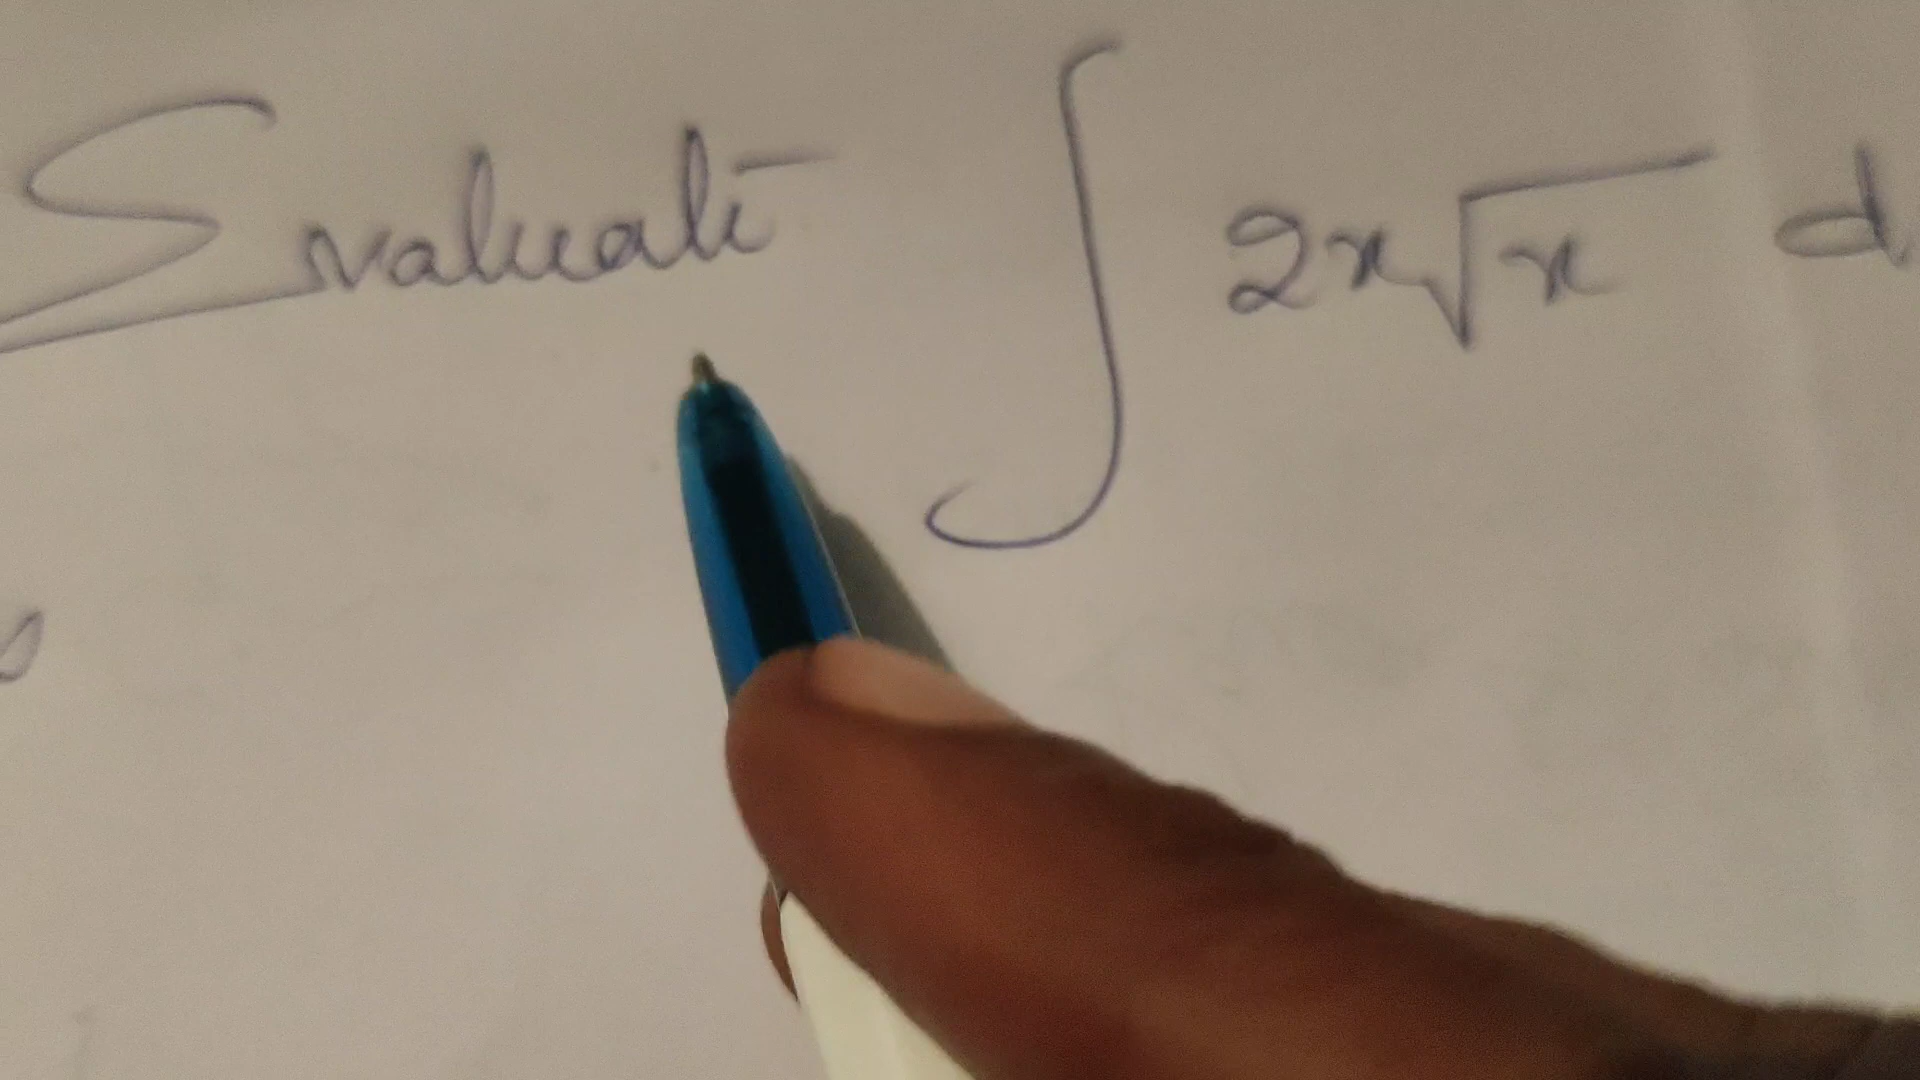 Evaluate ∫ 2x√x d